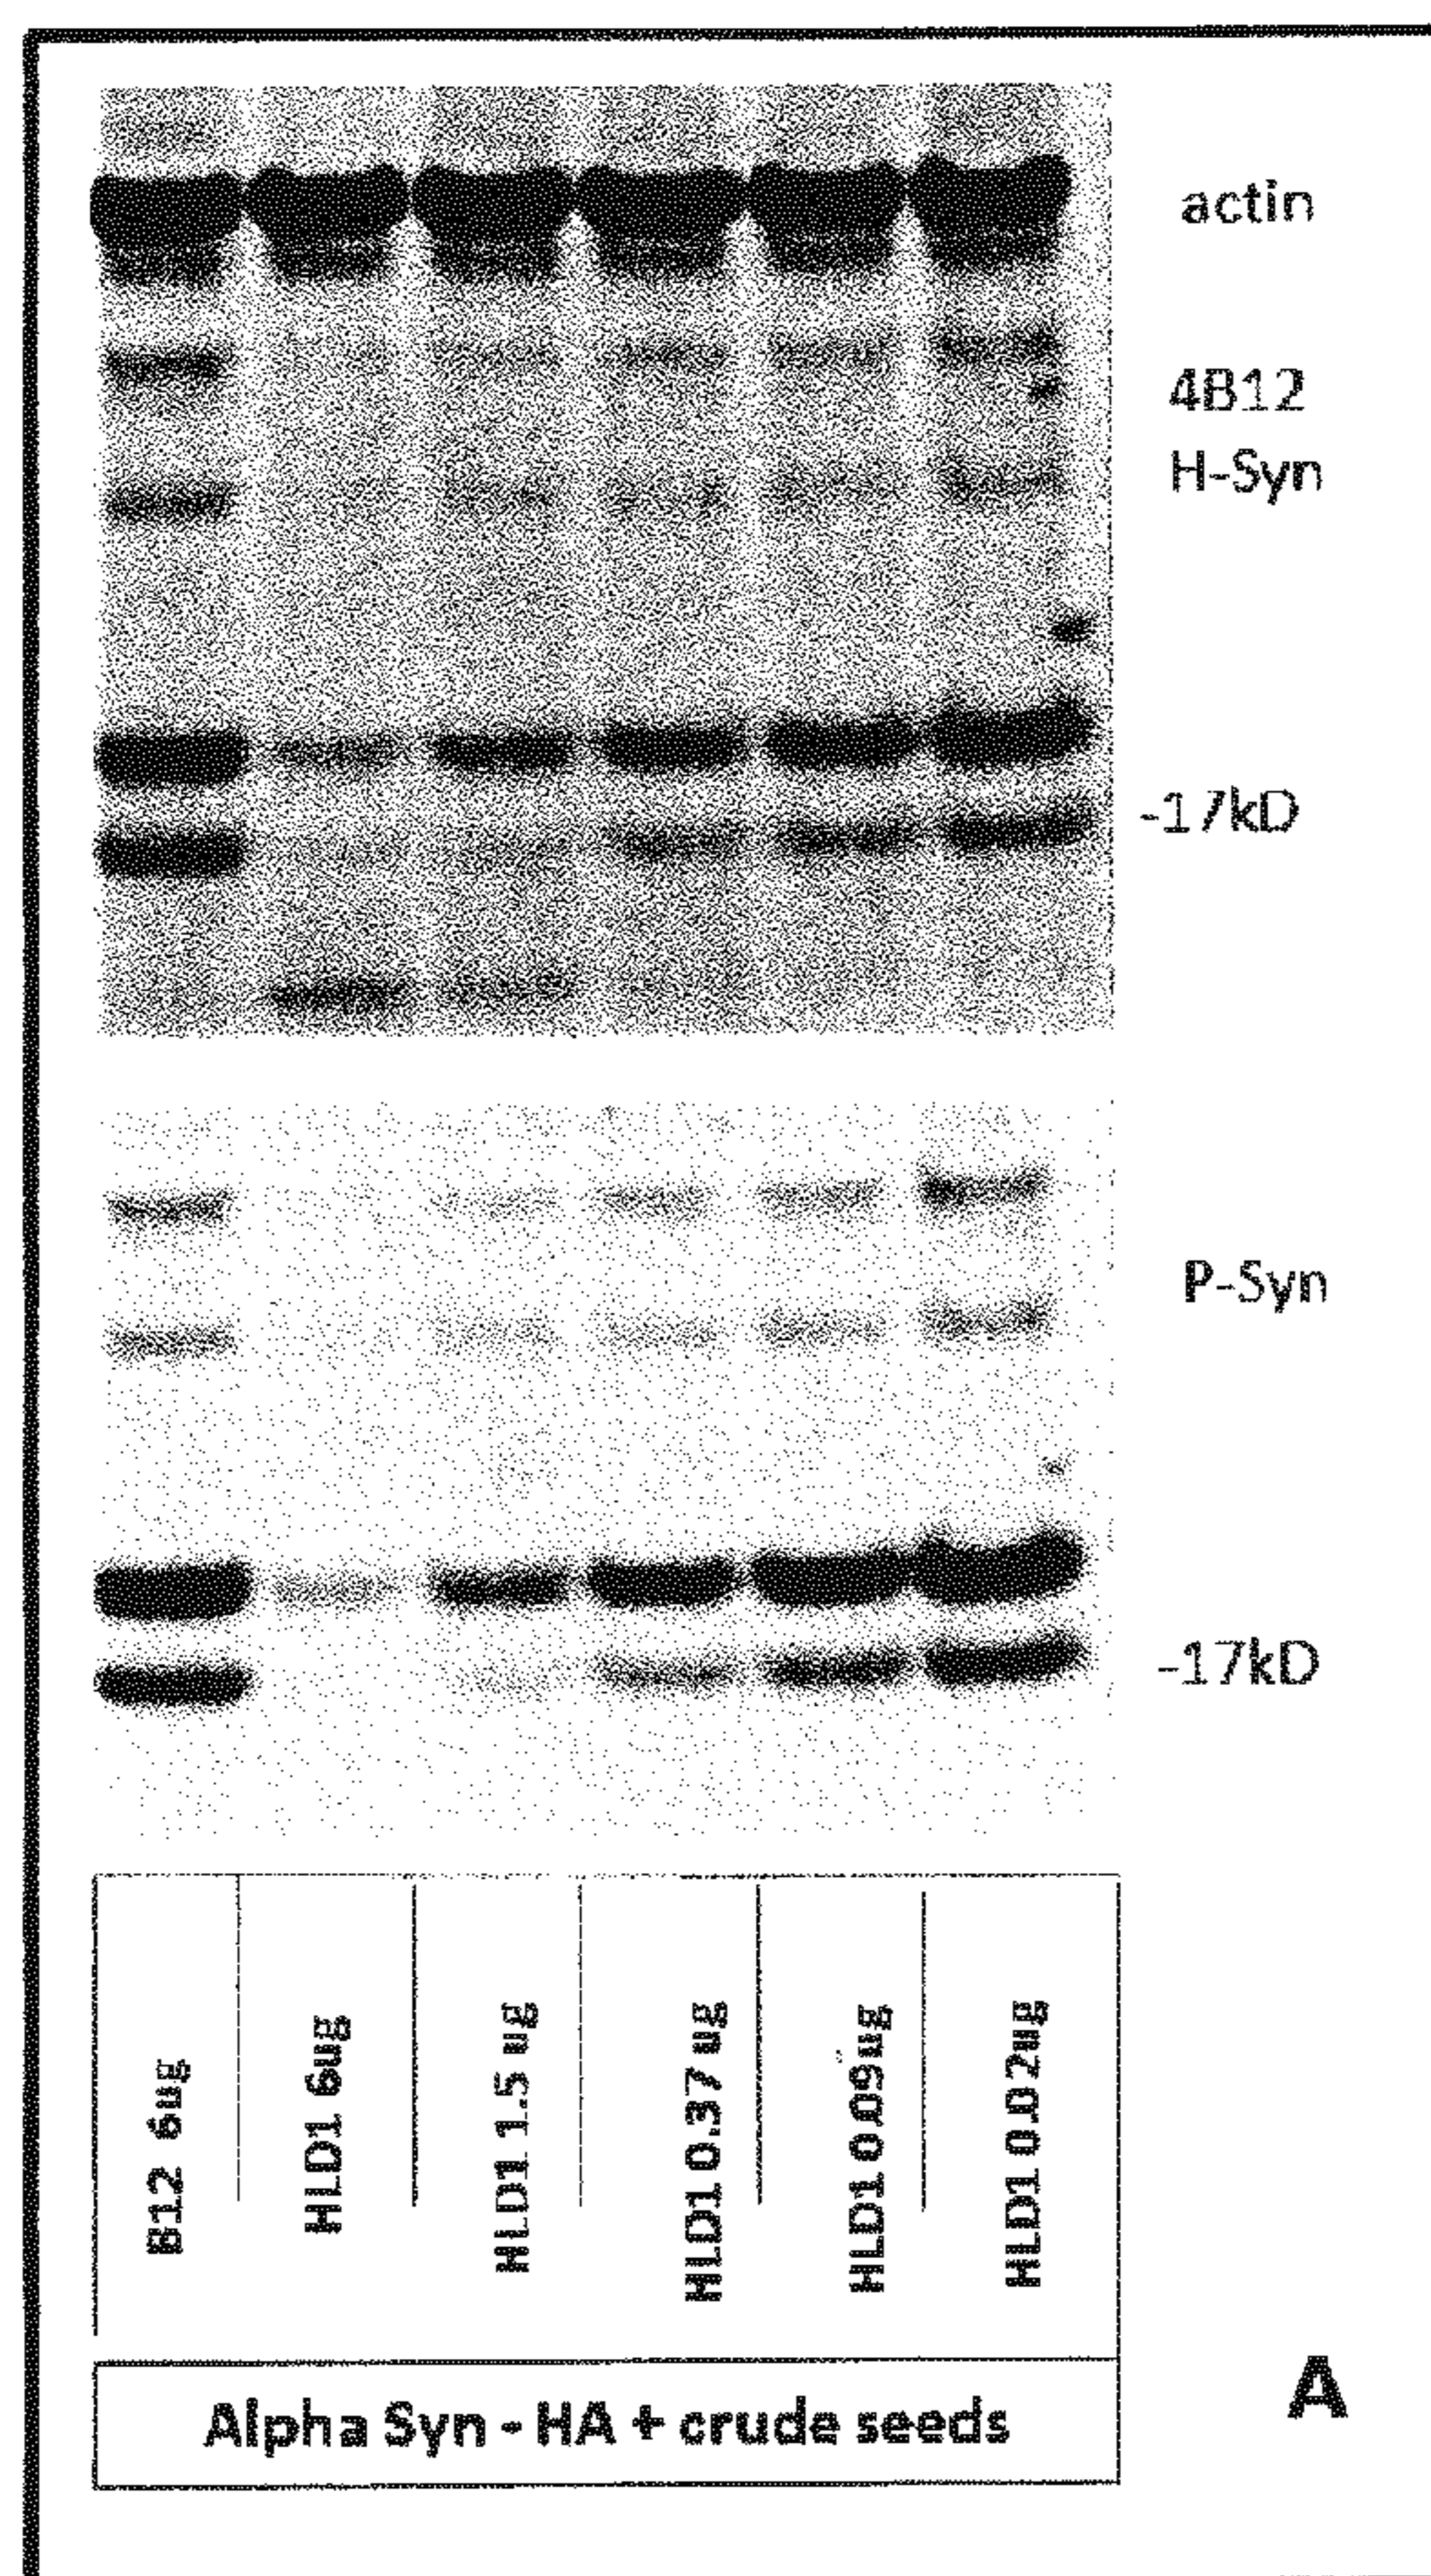 actin
4B12
H-Syn
-17kD
P-Syn
-17kD
B12 6ug
HLD1 6ug
HLD1 1.5 ug
HLD1 0.37 ug
HLD1 0.09ug
HLD1 0.02ug
Alpha Syn - HA + crude seeds
A